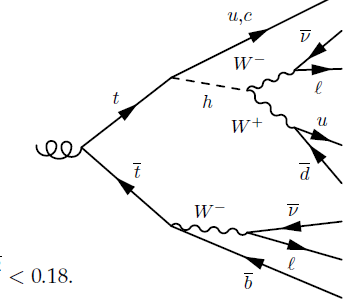 u,c
ν̅
W⁻
ℓ
t
h
W⁺
u
t̅
d̅
W⁻
ν̅
ℓ
b̅
< 0.18.